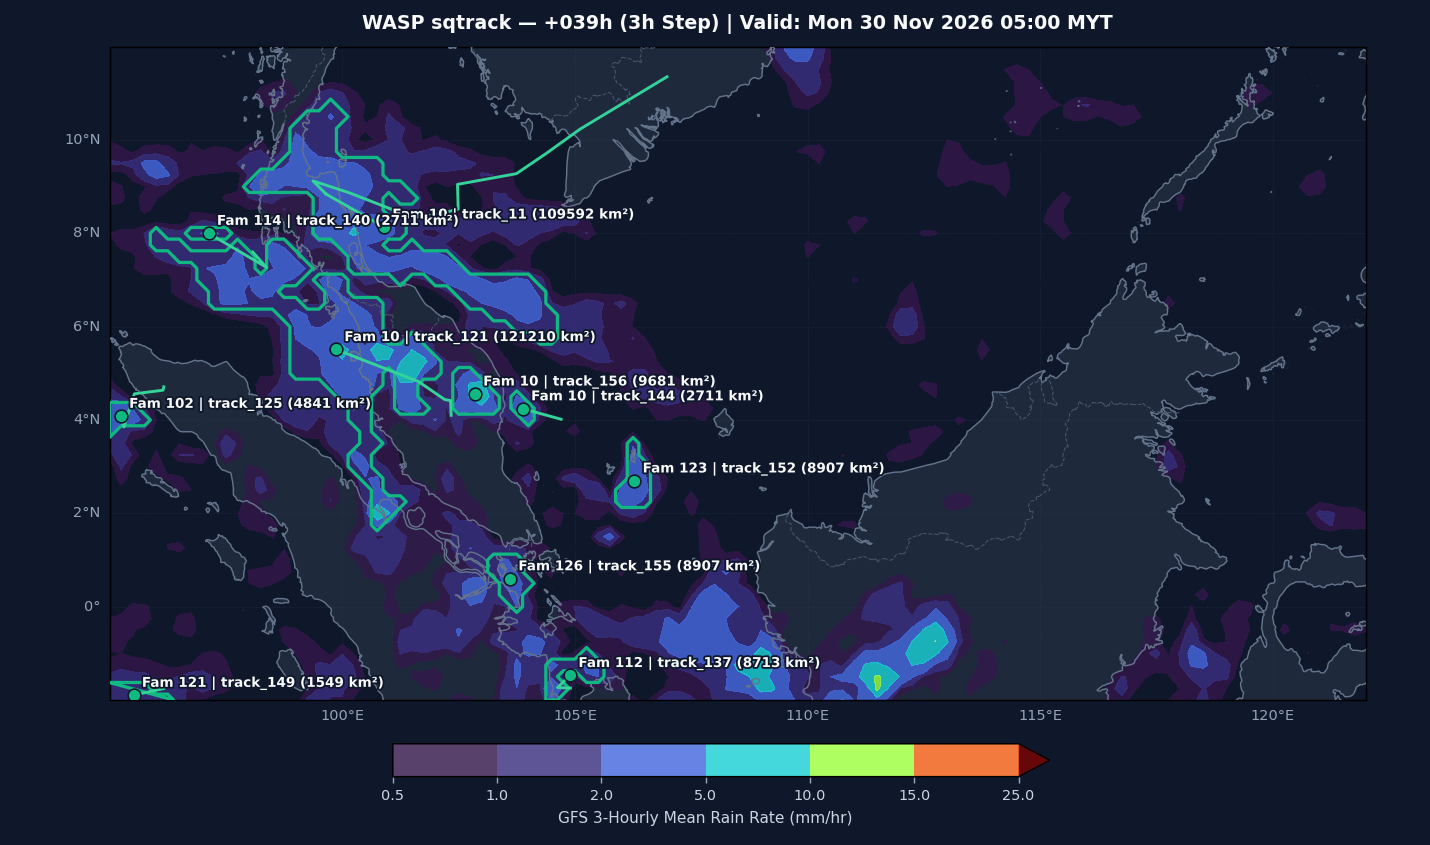 WASP sqtrack — +039h (3h Step) | Valid: Mon 30 Nov 2026 05:00 MYT
10°N
8°N
6°N
4°N
2°N
0°
Fam 10 | track_11 (109592 km²)
Fam 114 | track_140 (2711 km²)
Fam 10 | track_121 (121210 km²)
Fam 10 | track_156 (9681 km²)
Fam 10 | track_144 (2711 km²)
Fam 102 | track_125 (4841 km²)
Fam 123 | track_152 (8907 km²)
Fam 126 | track_155 (8907 km²)
Fam 112 | track_137 (8713 km²)
Fam 121 | track_149 (1549 km²)
100°E 105°E 110°E 115°E 120°E
0.5 1.0 2.0 5.0 10.0 15.0 25.0
GFS 3-Hourly Mean Rain Rate (mm/hr)